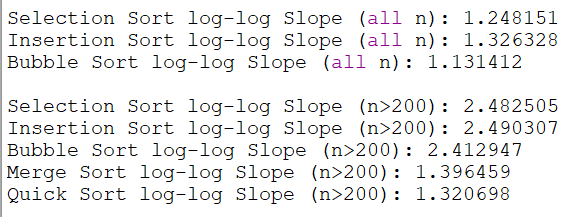 Selection Sort log-log Slope (all n): 1.248151
Insertion Sort log-log Slope (all n): 1.326328
Bubble Sort log-log Slope (all n): 1.131412
Selection Sort log-log Slope (n>200): 2.482505
Insertion Sort log-log Slope (n>200): 2.490307
Bubble Sort log-log Slope (n>200): 2.412947
Merge Sort log-log Slope (n>200): 1.396459
Quick Sort log-log Slope (n>200): 1.320698